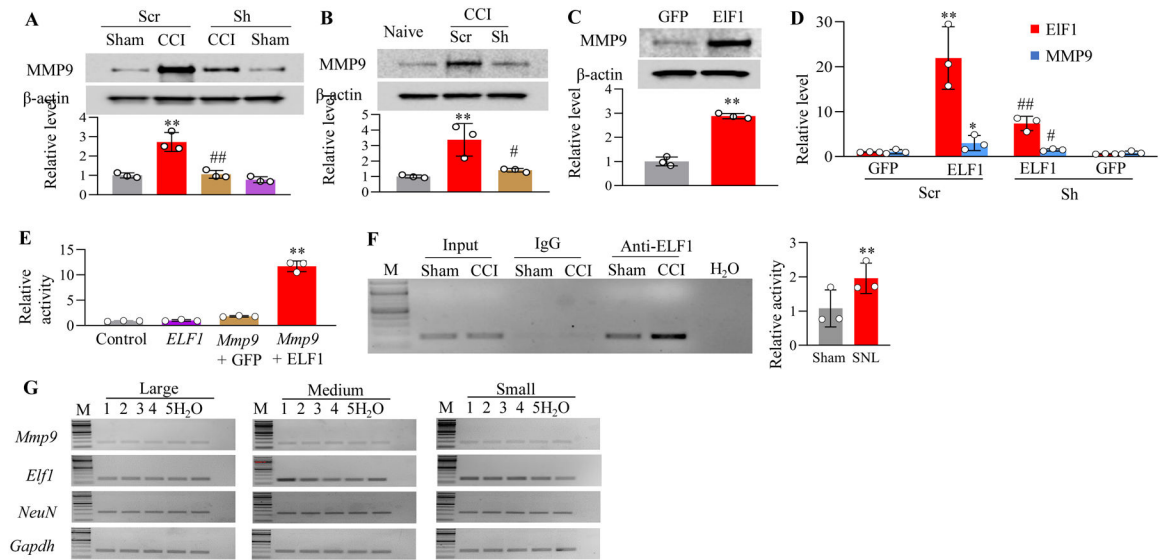 A
Scr Sh
Sham CCI CCI Sham
MMP9
β-actin
Relative level
4
3
2
1
0
**
##
B
CCI
Naive Scr Sh
MMP9
β-actin
Relative level
5
4
3
2
1
0
**
#
C
GFP ElF1
MMP9
β-actin
Relative level
4
3
2
1
0
**
D
Relative level
30
20
10
0
**
*
##
#
ElF1
MMP9
GFP ELF1 ELF1 GFP
Scr Sh
E
Relative
activity
15
10
5
0
**
Control ELF1 Mmp9 Mmp9
+ GFP + ELF1
F
Input IgG Anti-ELF1
M Sham CCI Sham CCI Sham CCI H₂O
Relative activity
3
2
1
0
**
Sham SNL
G
Large Medium Small
M 1 2 3 4 5H₂O M 1 2 3 4 5H₂O M 1 2 3 4 5H₂O
Mmp9
Elf1
NeuN
Gapdh